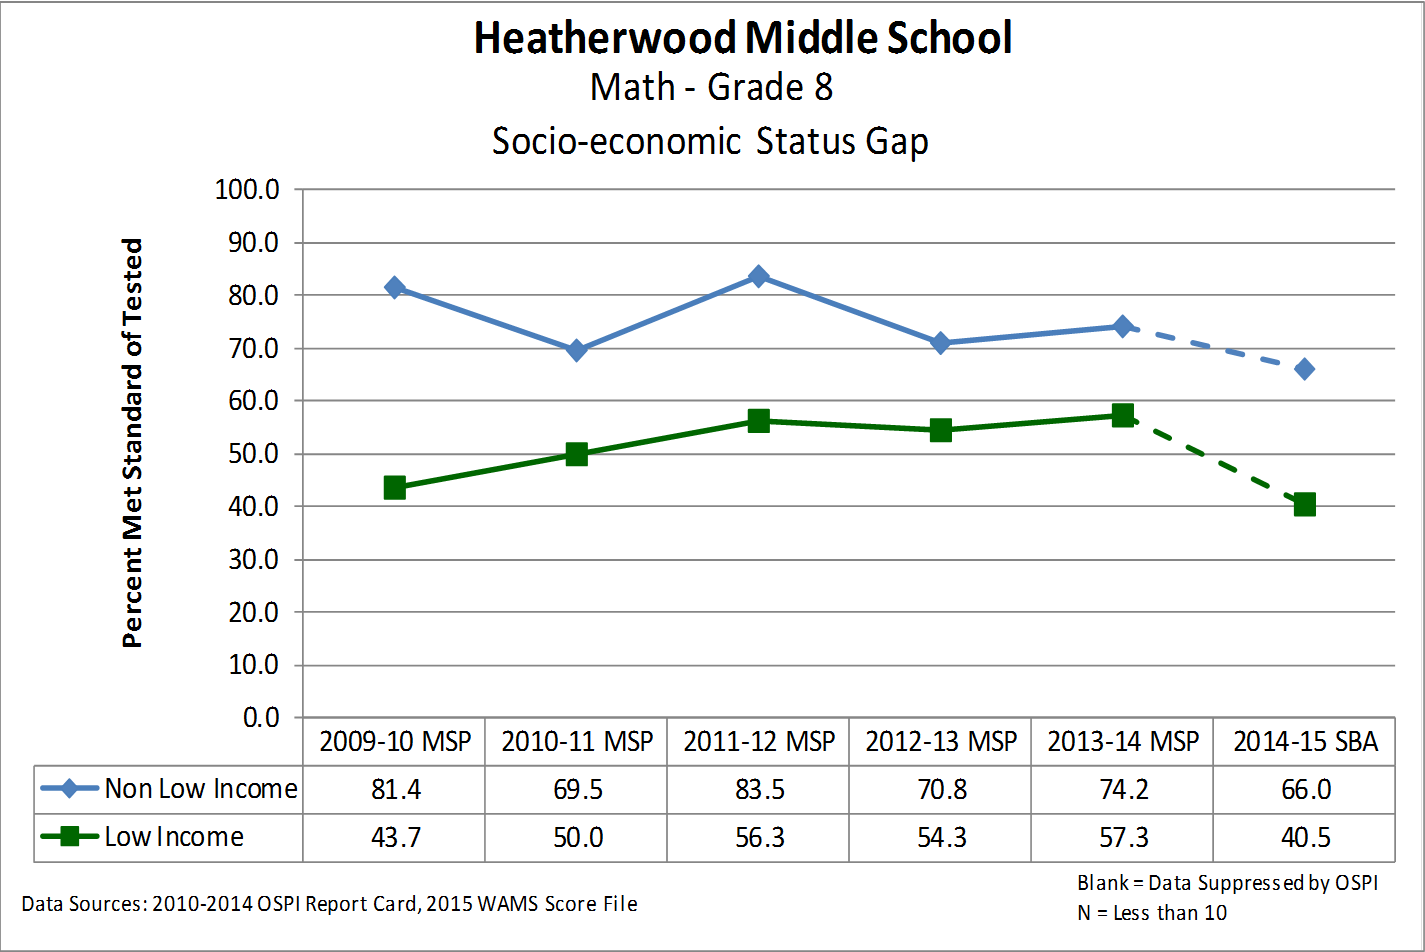 Heatherwood Middle School
Math - Grade 8
Socio-economic Status Gap
Percent Met Standard of Tested
100.0
90.0
80.0
70.0
60.0
50.0
40.0
30.0
20.0
10.0
0.0
2009-10 MSP 2010-11 MSP 2011-12 MSP 2012-13 MSP 2013-14 MSP 2014-15 SBA
Non Low Income 81.4 69.5 83.5 70.8 74.2 66.0
Low Income 43.7 50.0 56.3 54.3 57.3 40.5
Data Sources: 2010-2014 OSPI Report Card, 2015 WAMS Score File
Blank = Data Suppressed by OSPI
N = Less than 10